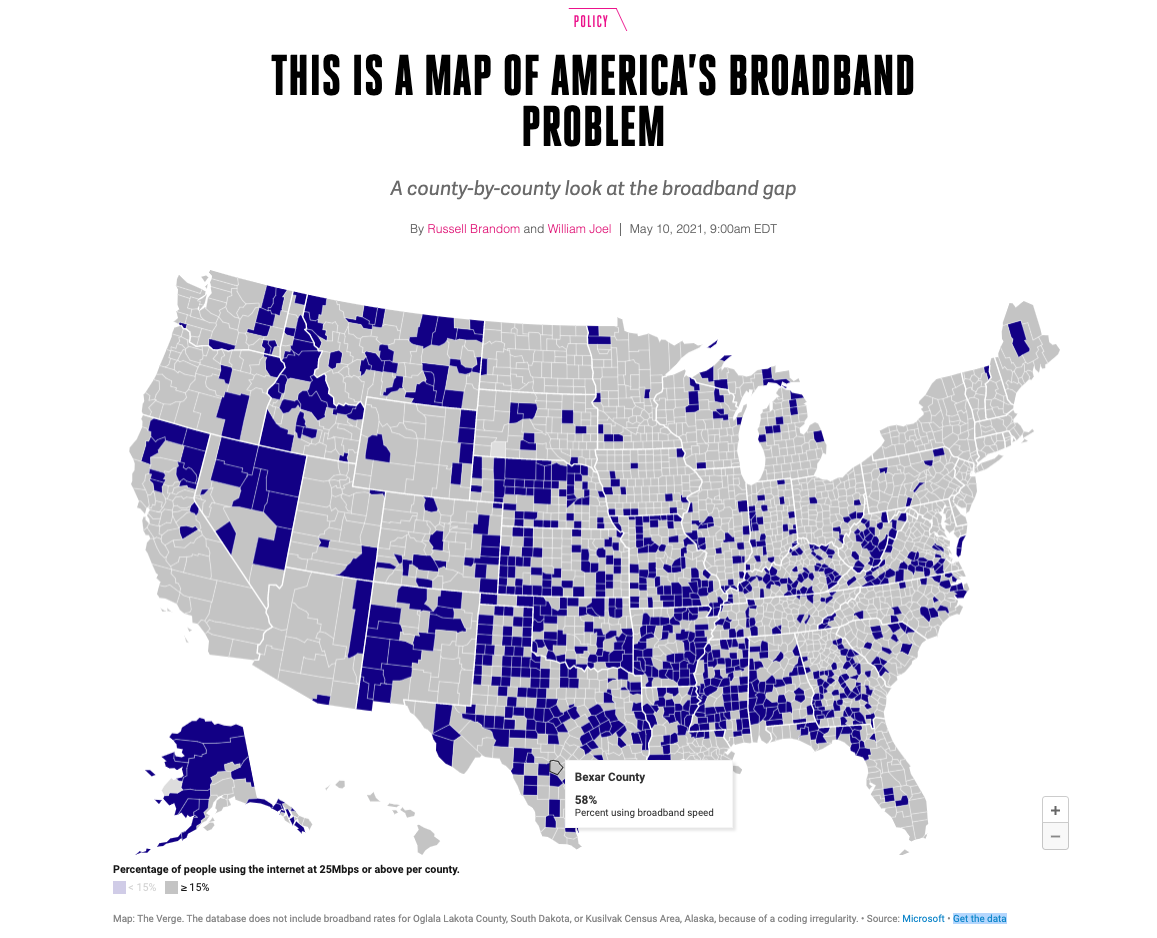 POLICY
THIS IS A MAP OF AMERICA'S BROADBAND
PROBLEM
A county-by-county look at the broadband gap
By Russell Brandom and William Joel | May 10, 2021, 9:00am EDT
Bexar County
58%
Percent using broadband speed
+
−
Percentage of people using the internet at 25Mbps or above per county.
< 15% ≥ 15%
Map: The Verge. The database does not include broadband rates for Oglala Lakota County, South Dakota, or Kusilvak Census Area, Alaska, because of a coding irregularity. • Source: Microsoft • Get the data